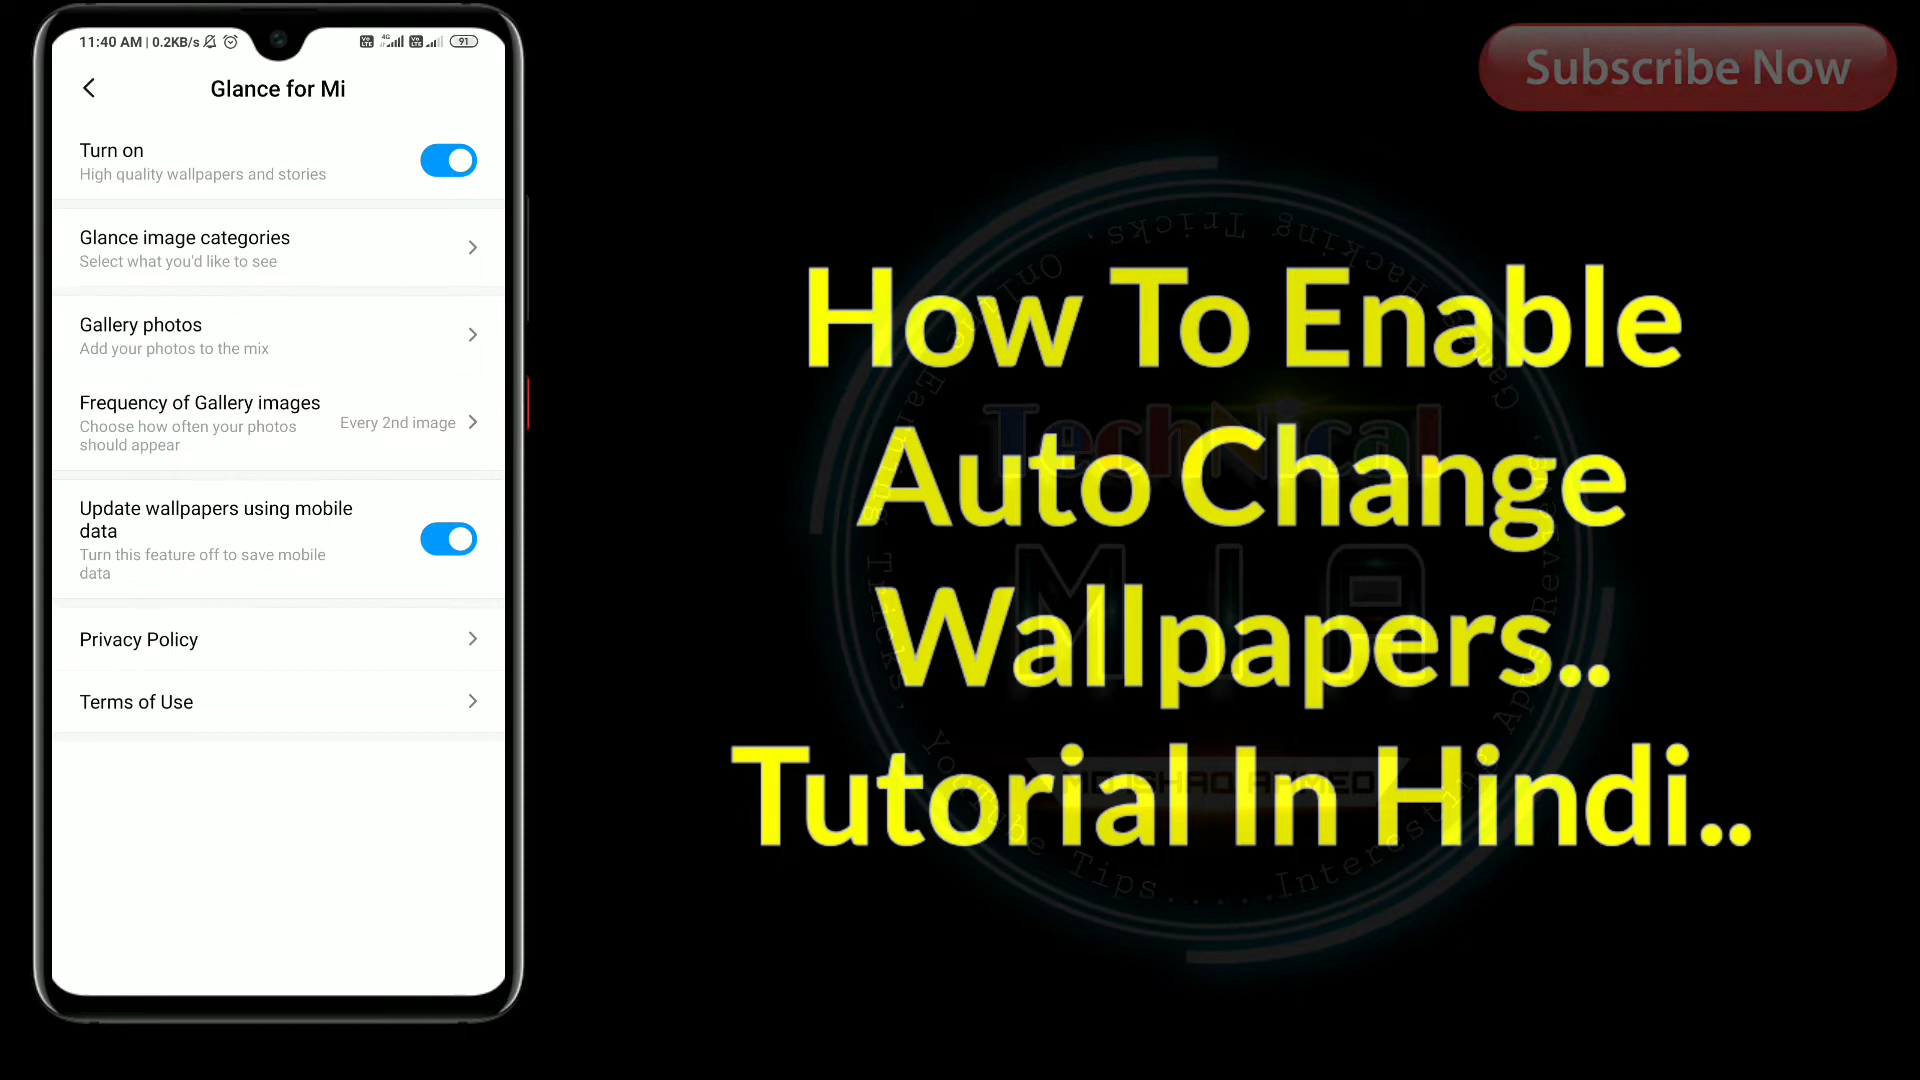 11:40 AM | 0.2KB/s
91
Glance for Mi
Turn on
High quality wallpapers and stories
Glance image categories
Select what you'd like to see
Gallery photos
Add your photos to the mix
Frequency of Gallery images
Choose how often your photos
should appear
Every 2nd image
Update wallpapers using mobile
data
Turn this feature off to save mobile
data
Privacy Policy
Terms of Use
Subscribe Now
How To Enable
Auto Change
Wallpapers..
Tutorial In Hindi..
Technical